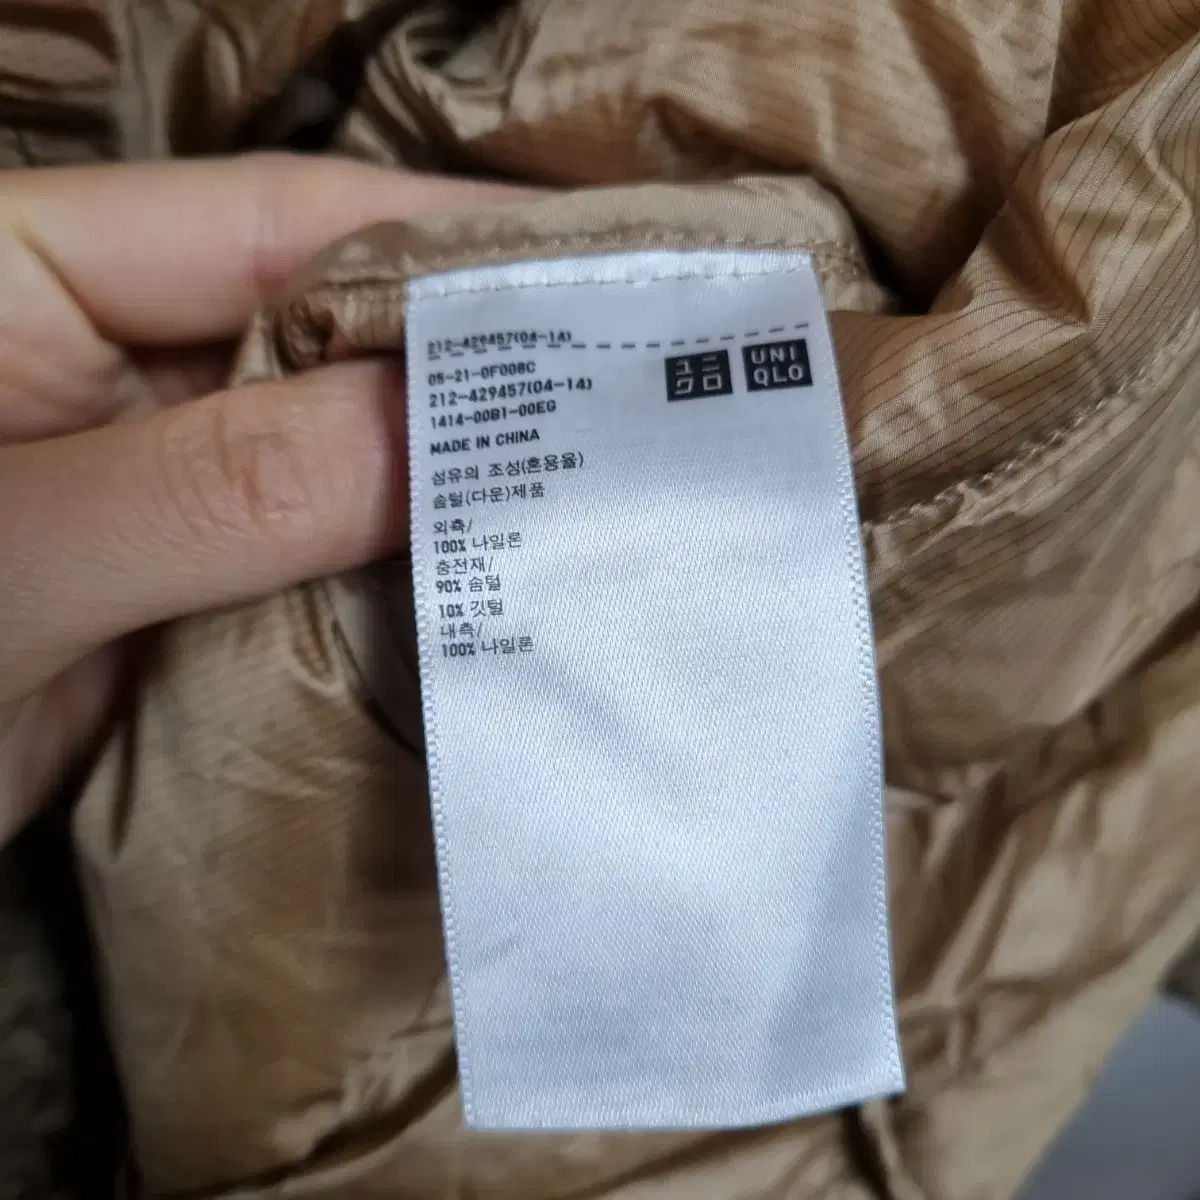 212-429457(04-14)
05-21-0F008C
212-429457(04-14)
1414-00B1-00EG
MADE IN CHINA
ユニ
クロ
UNI
QLO
섬유의 조성(혼용율)
솜털(다운)제품
외측/
100% 나일론
충전재/
90% 솜털
10% 깃털
내측/
100% 나일론